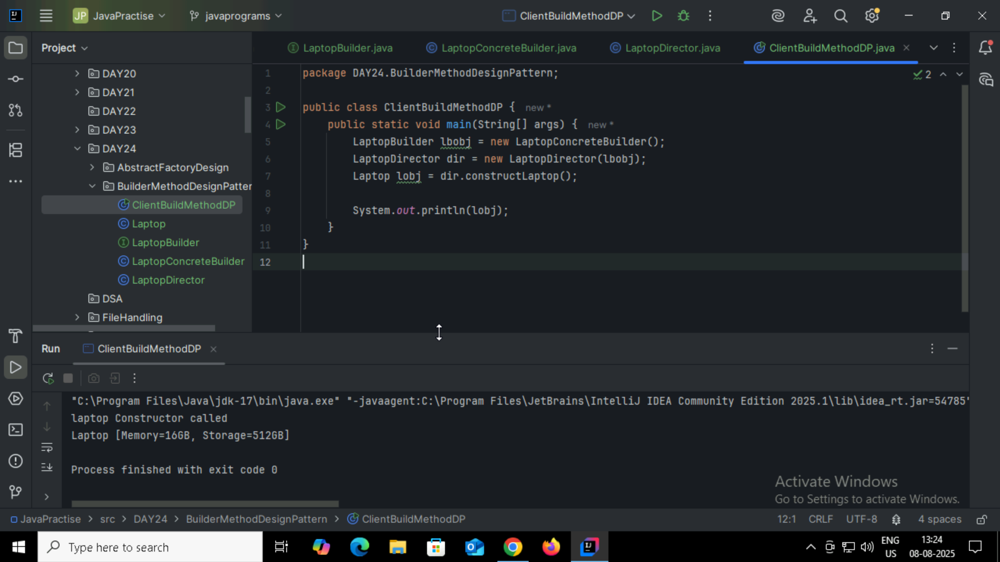 JP JavaPractise
javaprograms
ClientBuildMethodDP
Project
LaptopBuilder.java
LaptopConcreteBuilder.java
LaptopDirector.java
ClientBuildMethodDP.java
DAY20
DAY21
DAY22
DAY23
DAY24
AbstractFactoryDesign
BuilderMethodDesignPatter
ClientBuildMethodDP
Laptop
LaptopBuilder
LaptopConcreteBuilder
LaptopDirector
DSA
FileHandling
2
1 package DAY24.BuilderMethodDesignPattern;
2
3 public class ClientBuildMethodDP { new *
4 public static void main(String[] args) { new *
5 LaptopBuilder lbobj = new LaptopConcreteBuilder();
6 LaptopDirector dir = new LaptopDirector(lbobj);
7 Laptop lobj = dir.constructLaptop();
8
9 System.out.println(lobj);
10 }
11 }
12
Run ClientBuildMethodDP
"C:\Program Files\Java\jdk-17\bin\java.exe" "-javaagent:C:\Program Files\JetBrains\IntelliJ IDEA Community Edition 2025.1\lib\idea_rt.jar=54785"
laptop Constructor called
Laptop [Memory=16GB, Storage=512GB]
Process finished with exit code 0
Activate Windows
Go to Settings to activate Windows.
JavaPractise > src > DAY24 > BuilderMethodDesignPattern > ClientBuildMethodDP
12:1 CRLF UTF-8 4 spaces
Type here to search
ENG
US
13:24
08-08-2025